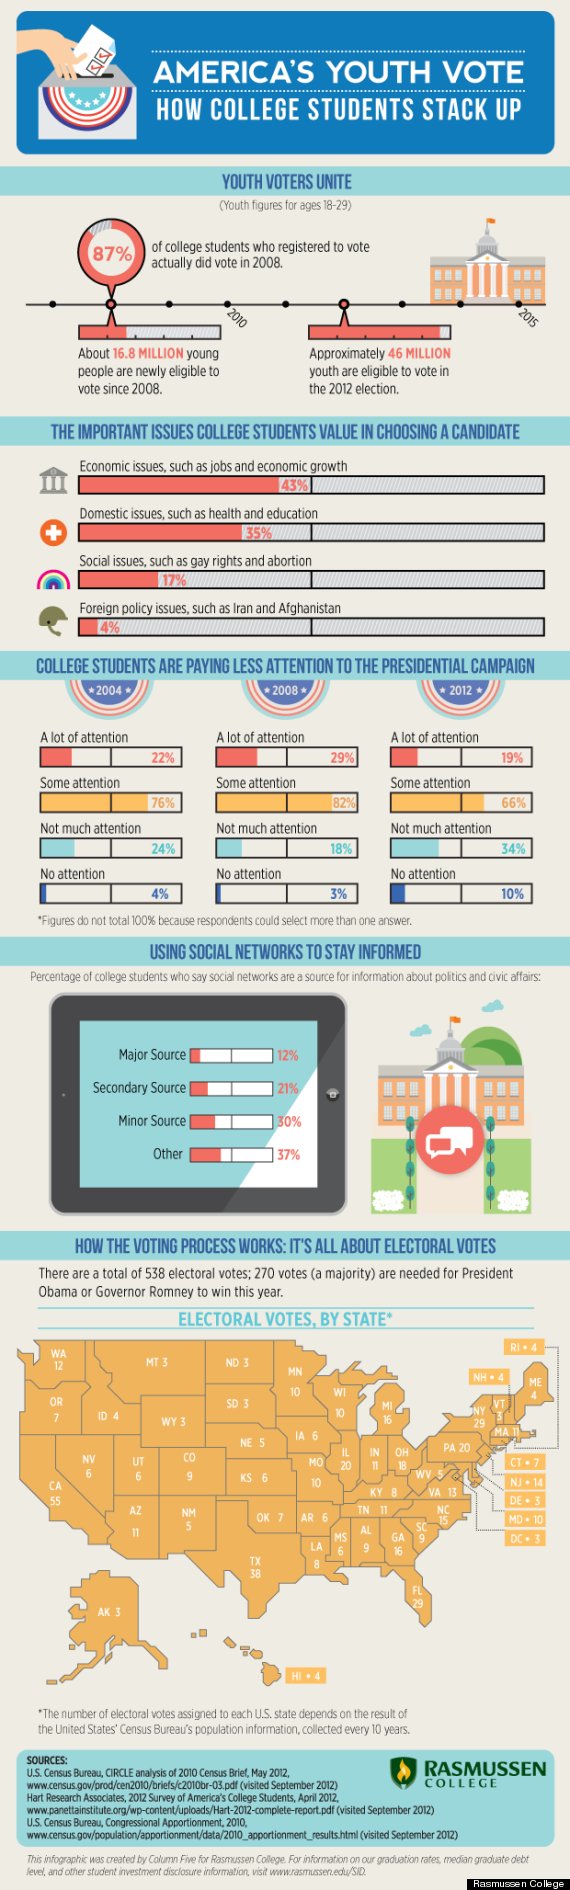 AMERICA'S YOUTH VOTE
HOW COLLEGE STUDENTS STACK UP
YOUTH VOTERS UNITE
(Youth figures for ages 18-29)
87%
of college students who registered to vote
actually did vote in 2008.
2010
2015
About 16.8 MILLION young
people are newly eligible to
vote since 2008.
Approximately 46 MILLION
youth are eligible to vote in
the 2012 election.
THE IMPORTANT ISSUES COLLEGE STUDENTS VALUE IN CHOOSING A CANDIDATE
Economic issues, such as jobs and economic growth
43%
Domestic issues, such as health and education
35%
Social issues, such as gay rights and abortion
17%
Foreign policy issues, such as Iran and Afghanistan
4%
COLLEGE STUDENTS ARE PAYING LESS ATTENTION TO THE PRESIDENTIAL CAMPAIGN
2004
A lot of attention
22%
Some attention
76%
Not much attention
24%
No attention
4%
2008
A lot of attention
29%
Some attention
82%
Not much attention
18%
No attention
3%
2012
A lot of attention
19%
Some attention
66%
Not much attention
34%
No attention
10%
*Figures do not total 100% because respondents could select more than one answer.
USING SOCIAL NETWORKS TO STAY INFORMED
Percentage of college students who say social networks are a source for information about politics and civic affairs:
Major Source 12%
Secondary Source 21%
Minor Source 30%
Other 37%
HOW THE VOTING PROCESS WORKS: IT'S ALL ABOUT ELECTORAL VOTES
There are a total of 538 electoral votes; 270 votes (a majority) are needed for President
Obama or Governor Romney to win this year.
ELECTORAL VOTES, BY STATE*
WA
12
OR
7
CA
55
NV
6
ID 4
MT 3
WY 3
UT
6
CO
9
AZ
11
NM
5
ND 3
SD 3
NE 5
KS 6
OK 7
TX
38
MN
10
IA 6
MO
10
AR 6
LA
8
WI
10
IL
20
MI
16
IN
11
OH
18
KY 8
TN 11
MS
6
AL
9
GA
16
FL
29
SC
9
NC
15
VA 13
WV 5
PA 20
NY
29
VT
3
ME
4
MA 11
RI • 4
NH • 4
CT • 7
NJ • 14
DE • 3
MD • 10
DC • 3
AK 3
HI • 4
*The number of electoral votes assigned to each U.S. state depends on the result of
the United States' Census Bureau's population information, collected every 10 years.
SOURCES:
U.S. Census Bureau, CIRCLE analysis of 2010 Census Brief, May 2012,
www.census.gov/prod/cen2010/briefs/c2010br-03.pdf (visited September 2012)
Hart Research Associates, 2012 Survey of America's College Students, April 2012,
www.panettainstitute.org/wp-content/uploads/Hart-2012-complete-report.pdf (visited September 2012)
U.S. Census Bureau, Congressional Apportionment, 2010,
www.census.gov/population/apportionment/data/2010_apportionment_results.html (visited September 2012)
RASMUSSEN
COLLEGE
This infographic was created by Column Five for Rasmussen College. For information on our graduation rates, median graduate debt
level, and other student investment disclosure information, visit www.rasmussen.edu/SID.
Rasmussen College